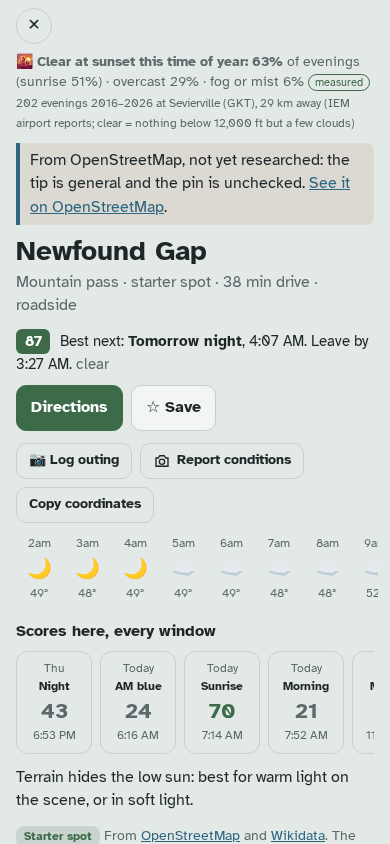 ✕
🌇 Clear at sunset this time of year: 63% of evenings
(sunrise 51%) · overcast 29% · fog or mist 6% measured
202 evenings 2016–2026 at Sevierville (GKT), 29 km away (IEM
airport reports; clear = nothing below 12,000 ft but a few clouds)
From OpenStreetMap, not yet researched: the
tip is general and the pin is unchecked. See it
on OpenStreetMap.
Newfound Gap
Mountain pass · starter spot · 38 min drive ·
roadside
87 Best next: Tomorrow night, 4:07 AM. Leave by
3:27 AM. clear
Directions ☆ Save
📷 Log outing Report conditions
Copy coordinates
2am 3am 4am 5am 6am 7am 8am
49° 48° 49° 49° 49° 48° 48° 52
Scores here, every window
Thu Today Today Today
Night AM blue Sunrise Morning
43 24 70 21
6:53 PM 6:16 AM 7:14 AM 7:52 AM
Terrain hides the low sun: best for warm light on
the scene, or in soft light.
Starter spot From OpenStreetMap and Wikidata. The